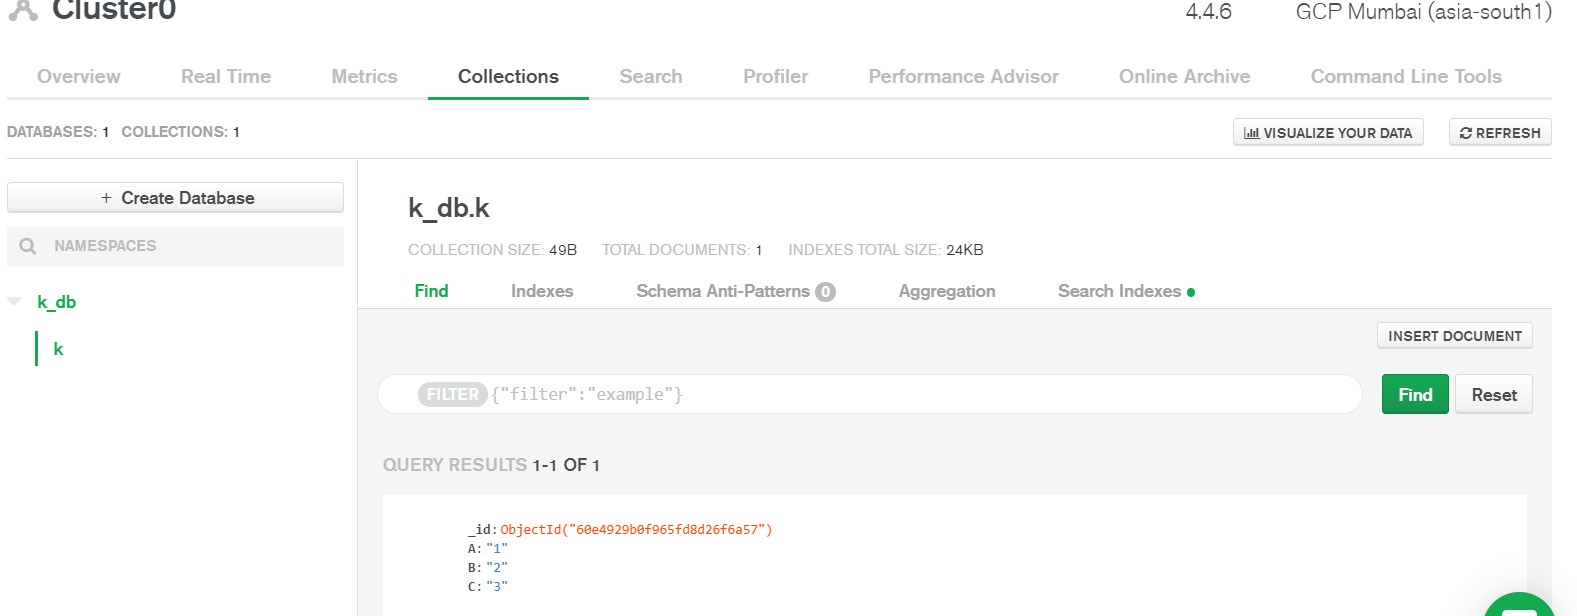 Cluster0
4.4.6 GCP Mumbai (asia-south1)
Overview Real Time Metrics Collections Search Profiler Performance Advisor Online Archive Command Line Tools
DATABASES: 1 COLLECTIONS: 1
VISUALIZE YOUR DATA REFRESH
+ Create Database
NAMESPACES
k_db
k
k_db.k
COLLECTION SIZE: 49B TOTAL DOCUMENTS: 1 INDEXES TOTAL SIZE: 24KB
Find Indexes Schema Anti-Patterns 0 Aggregation Search Indexes
INSERT DOCUMENT
FILTER {"filter":"example"}
Find Reset
QUERY RESULTS 1-1 OF 1
_id: ObjectId("60e4929b0f965fd8d26f6a57")
A: "1"
B: "2"
C: "3"